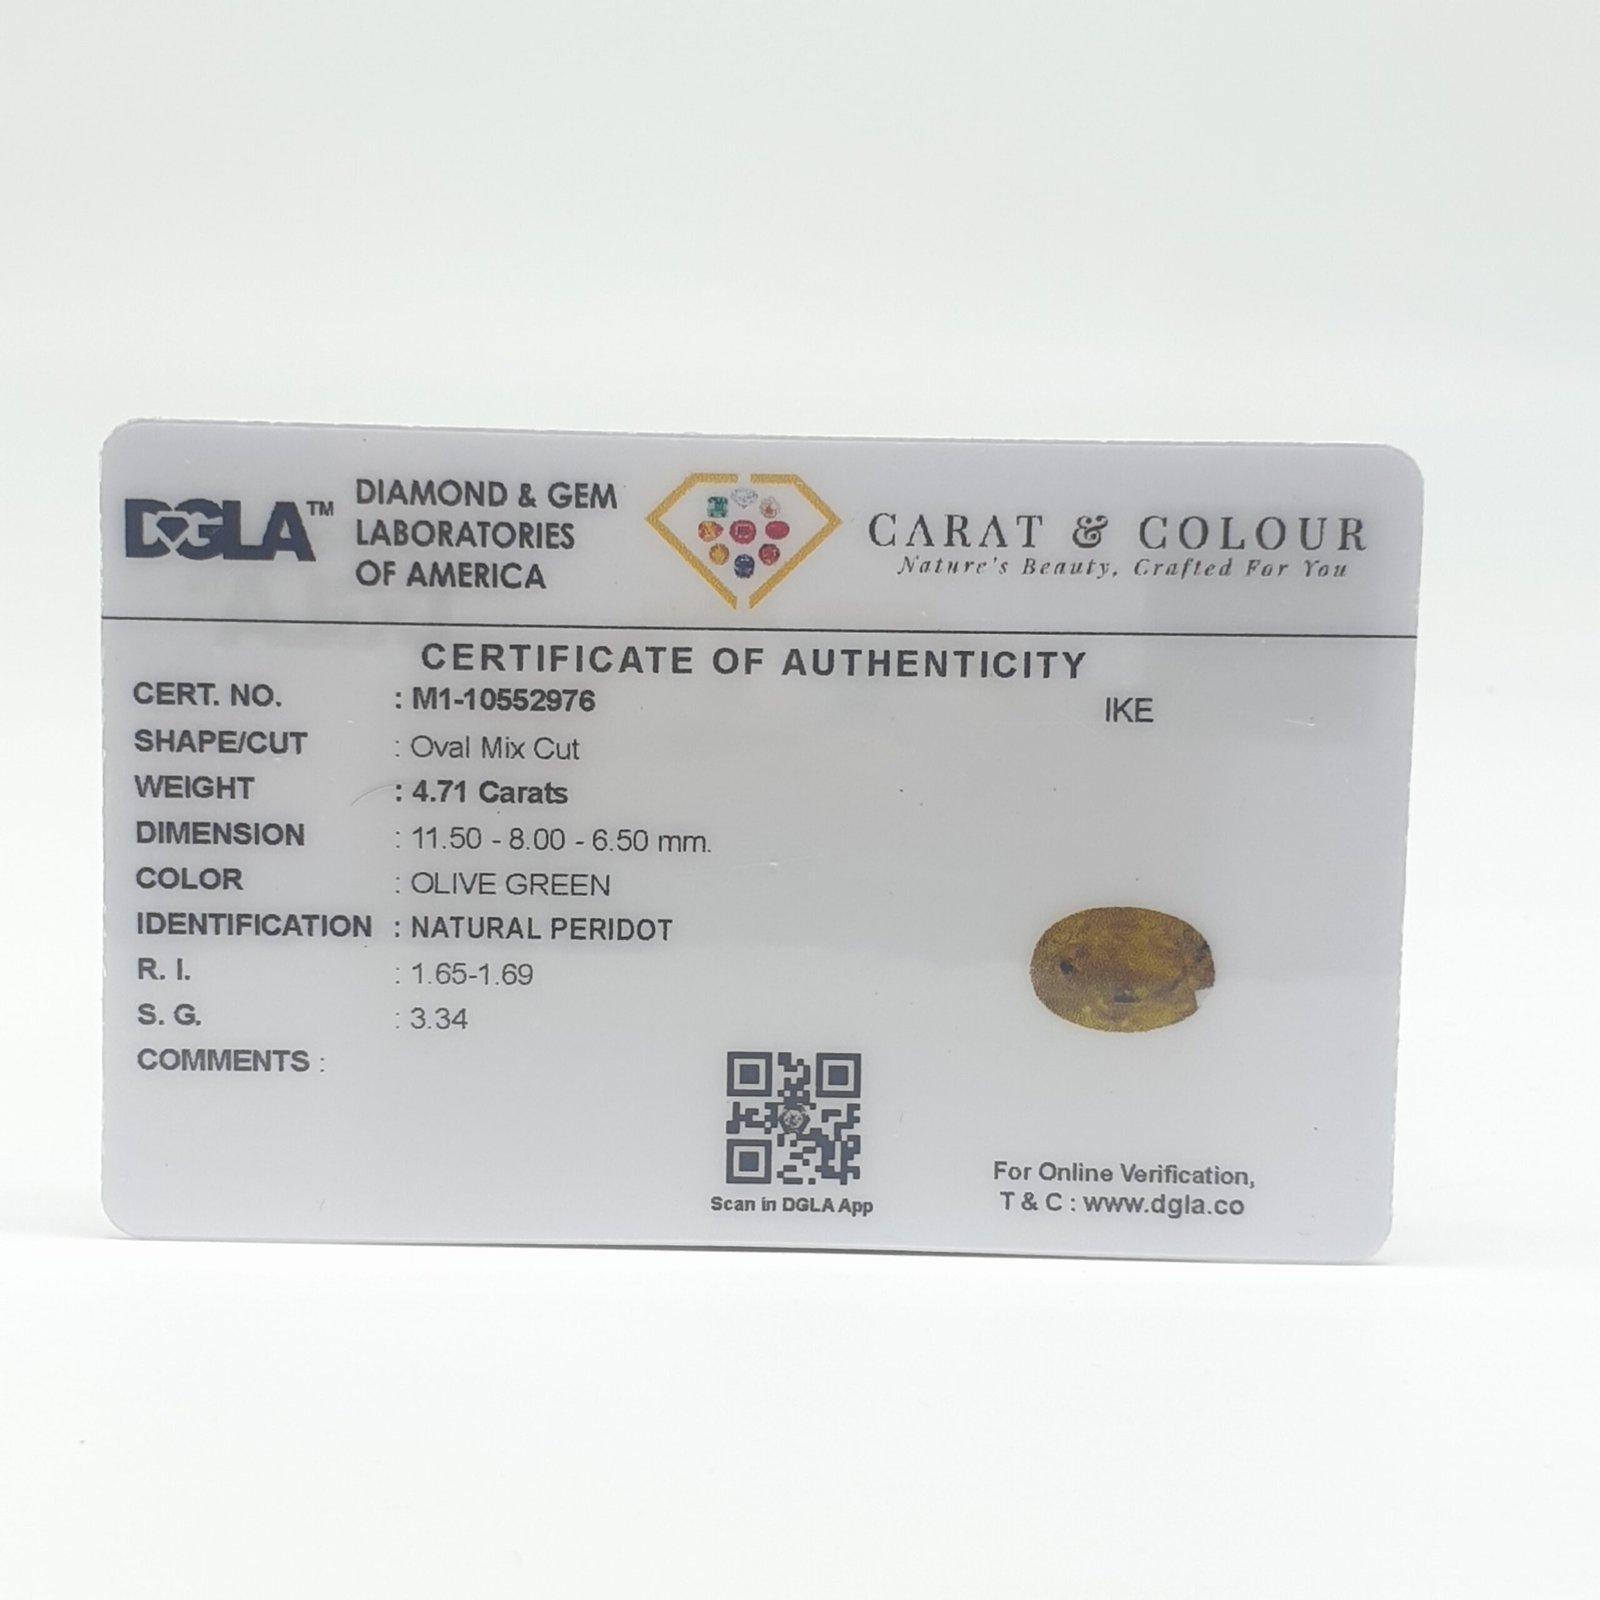 DGLA™
DIAMOND & GEM
LABORATORIES
OF AMERICA
CARAT & COLOUR
Nature's Beauty, Crafted For You
CERTIFICATE OF AUTHENTICITY
CERT. NO. : M1-10552976
IKE
SHAPE/CUT : Oval Mix Cut
WEIGHT : 4.71 Carats
DIMENSION : 11.50 - 8.00 - 6.50 mm.
COLOR : OLIVE GREEN
IDENTIFICATION : NATURAL PERIDOT
R. I. : 1.65-1.69
S. G. : 3.34
COMMENTS :
Scan in DGLA App
For Online Verification,
T & C : www.dgla.co